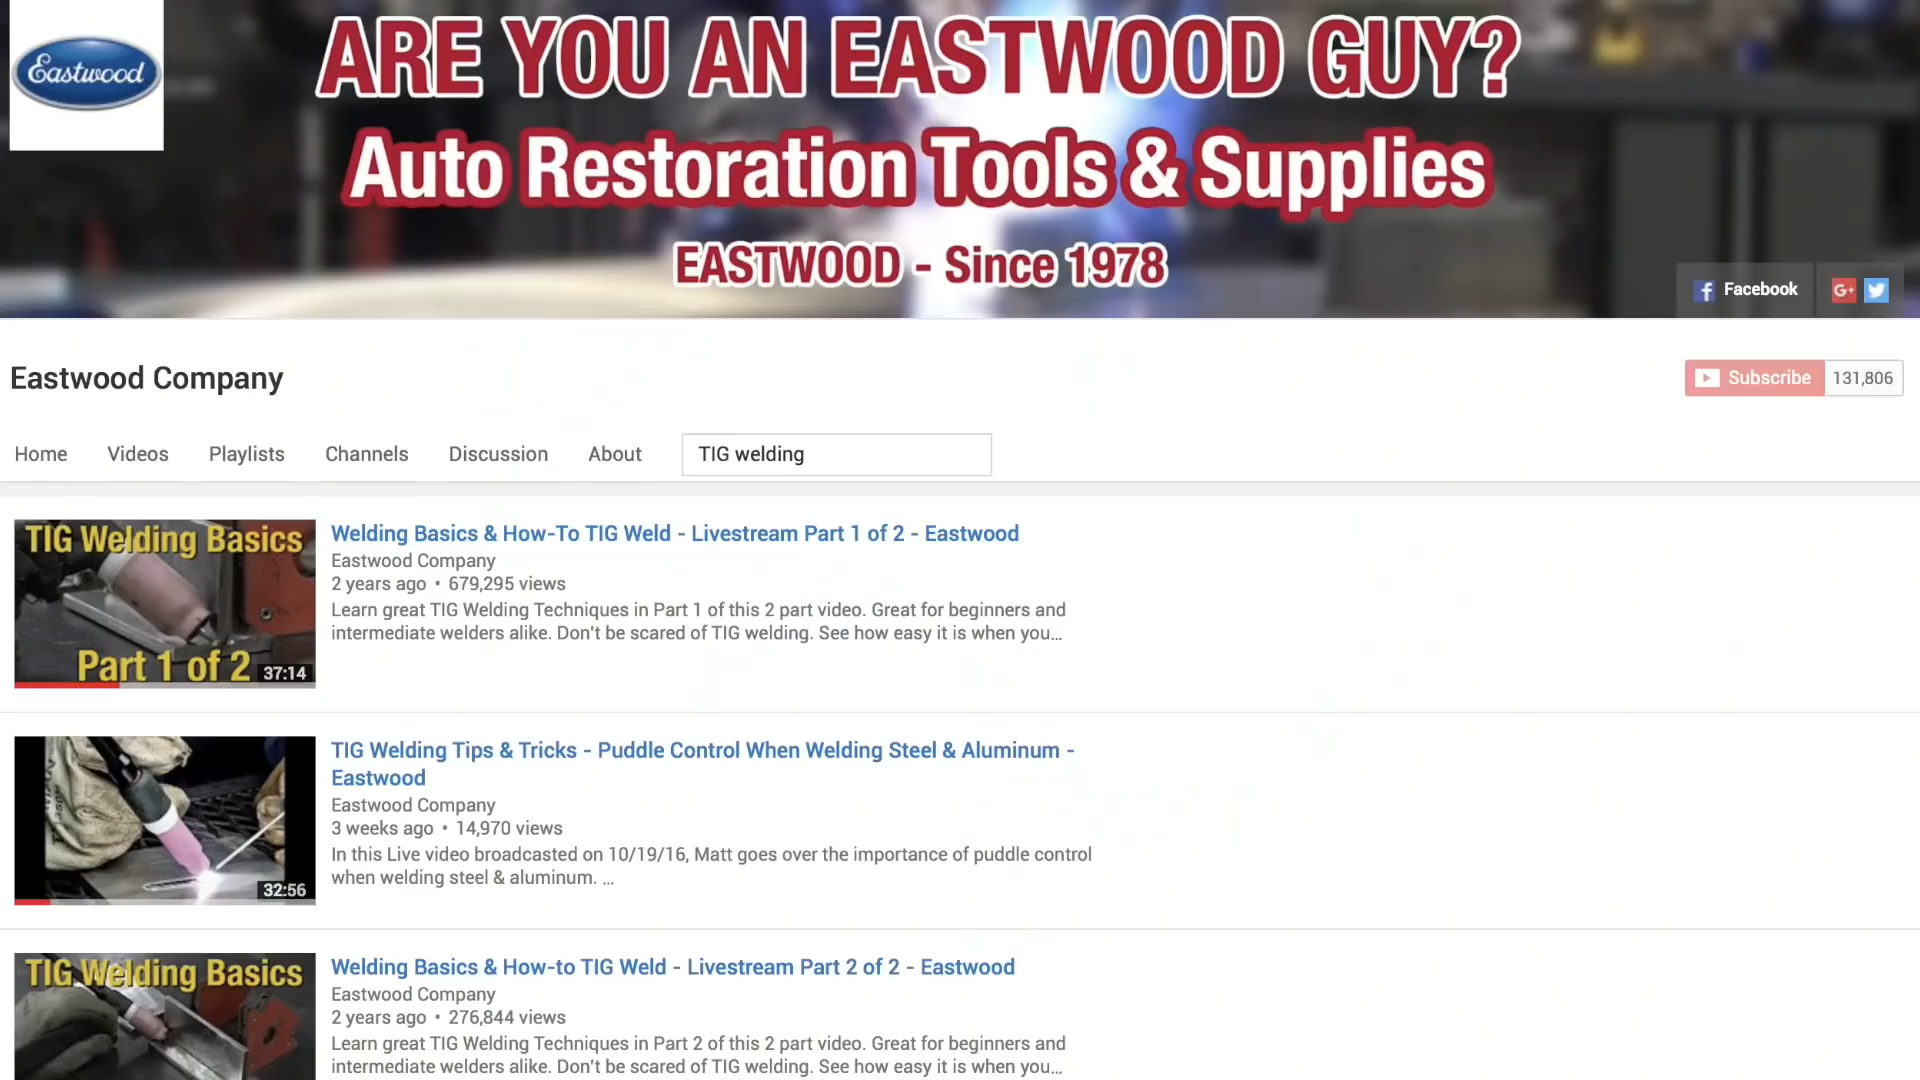 Eastwood
ARE YOU AN EASTWOOD GUY?
Auto Restoration Tools & Supplies
EASTWOOD - Since 1978
Facebook
G+
Eastwood Company
Subscribe 131,806
Home Videos Playlists Channels Discussion About TIG welding
TIG Welding Basics
Part 1 of 2
37:14
Welding Basics & How-To TIG Weld - Livestream Part 1 of 2 - Eastwood
Eastwood Company
2 years ago • 679,295 views
Learn great TIG Welding Techniques in Part 1 of this 2 part video. Great for beginners and
intermediate welders alike. Don't be scared of TIG welding. See how easy it is when you...
32:56
TIG Welding Tips & Tricks - Puddle Control When Welding Steel & Aluminum -
Eastwood
Eastwood Company
3 weeks ago • 14,970 views
In this Live video broadcasted on 10/19/16, Matt goes over the importance of puddle control
when welding steel & aluminum. ...
TIG Welding Basics
Welding Basics & How-to TIG Weld - Livestream Part 2 of 2 - Eastwood
Eastwood Company
2 years ago • 276,844 views
Learn great TIG Welding Techniques in Part 2 of this 2 part video. Great for beginners and
intermediate welders alike. Don't be scared of TIG welding. See how easy it is when you...